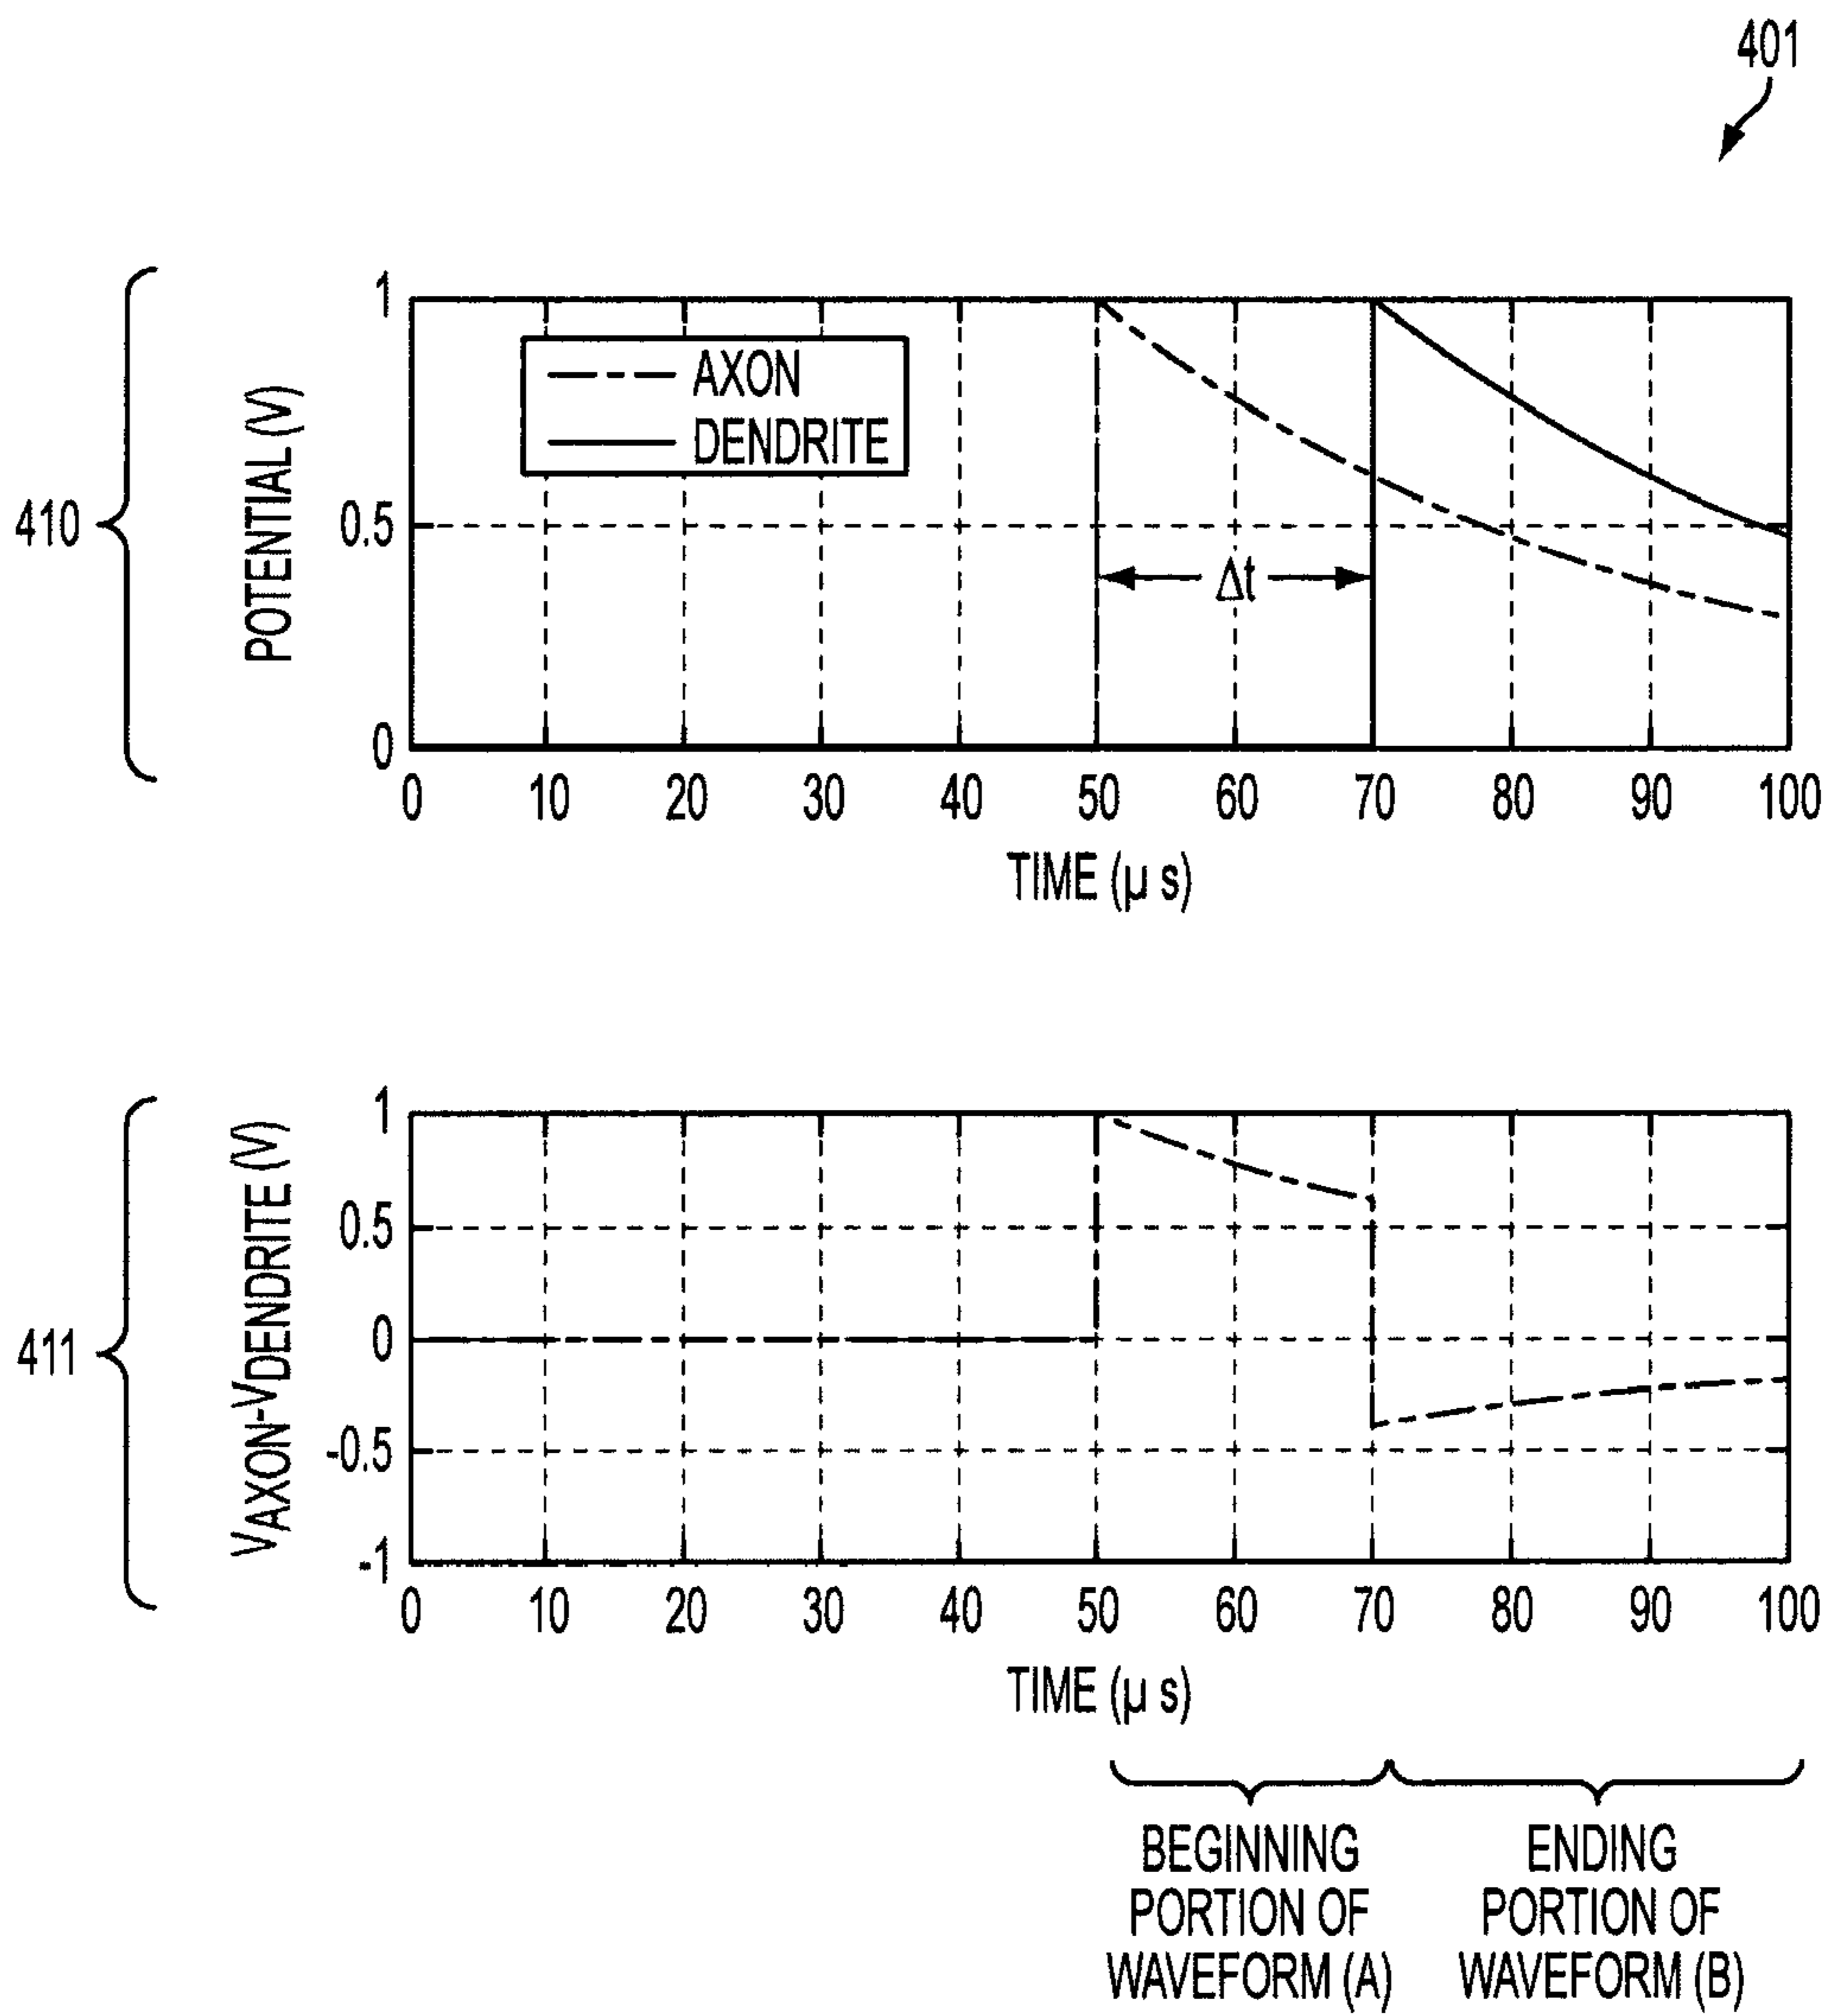 401
410
POTENTIAL (V)
1
0.5
0
AXON
DENDRITE
Δt
0 10 20 30 40 50 60 70 80 90 100
TIME (μ s)
411
VAXON-VDENDRITE (V)
1
0.5
0
-0.5
-1
0 10 20 30 40 50 60 70 80 90 100
TIME (μ s)
BEGINNING
PORTION OF
WAVEFORM (A)
ENDING
PORTION OF
WAVEFORM (B)